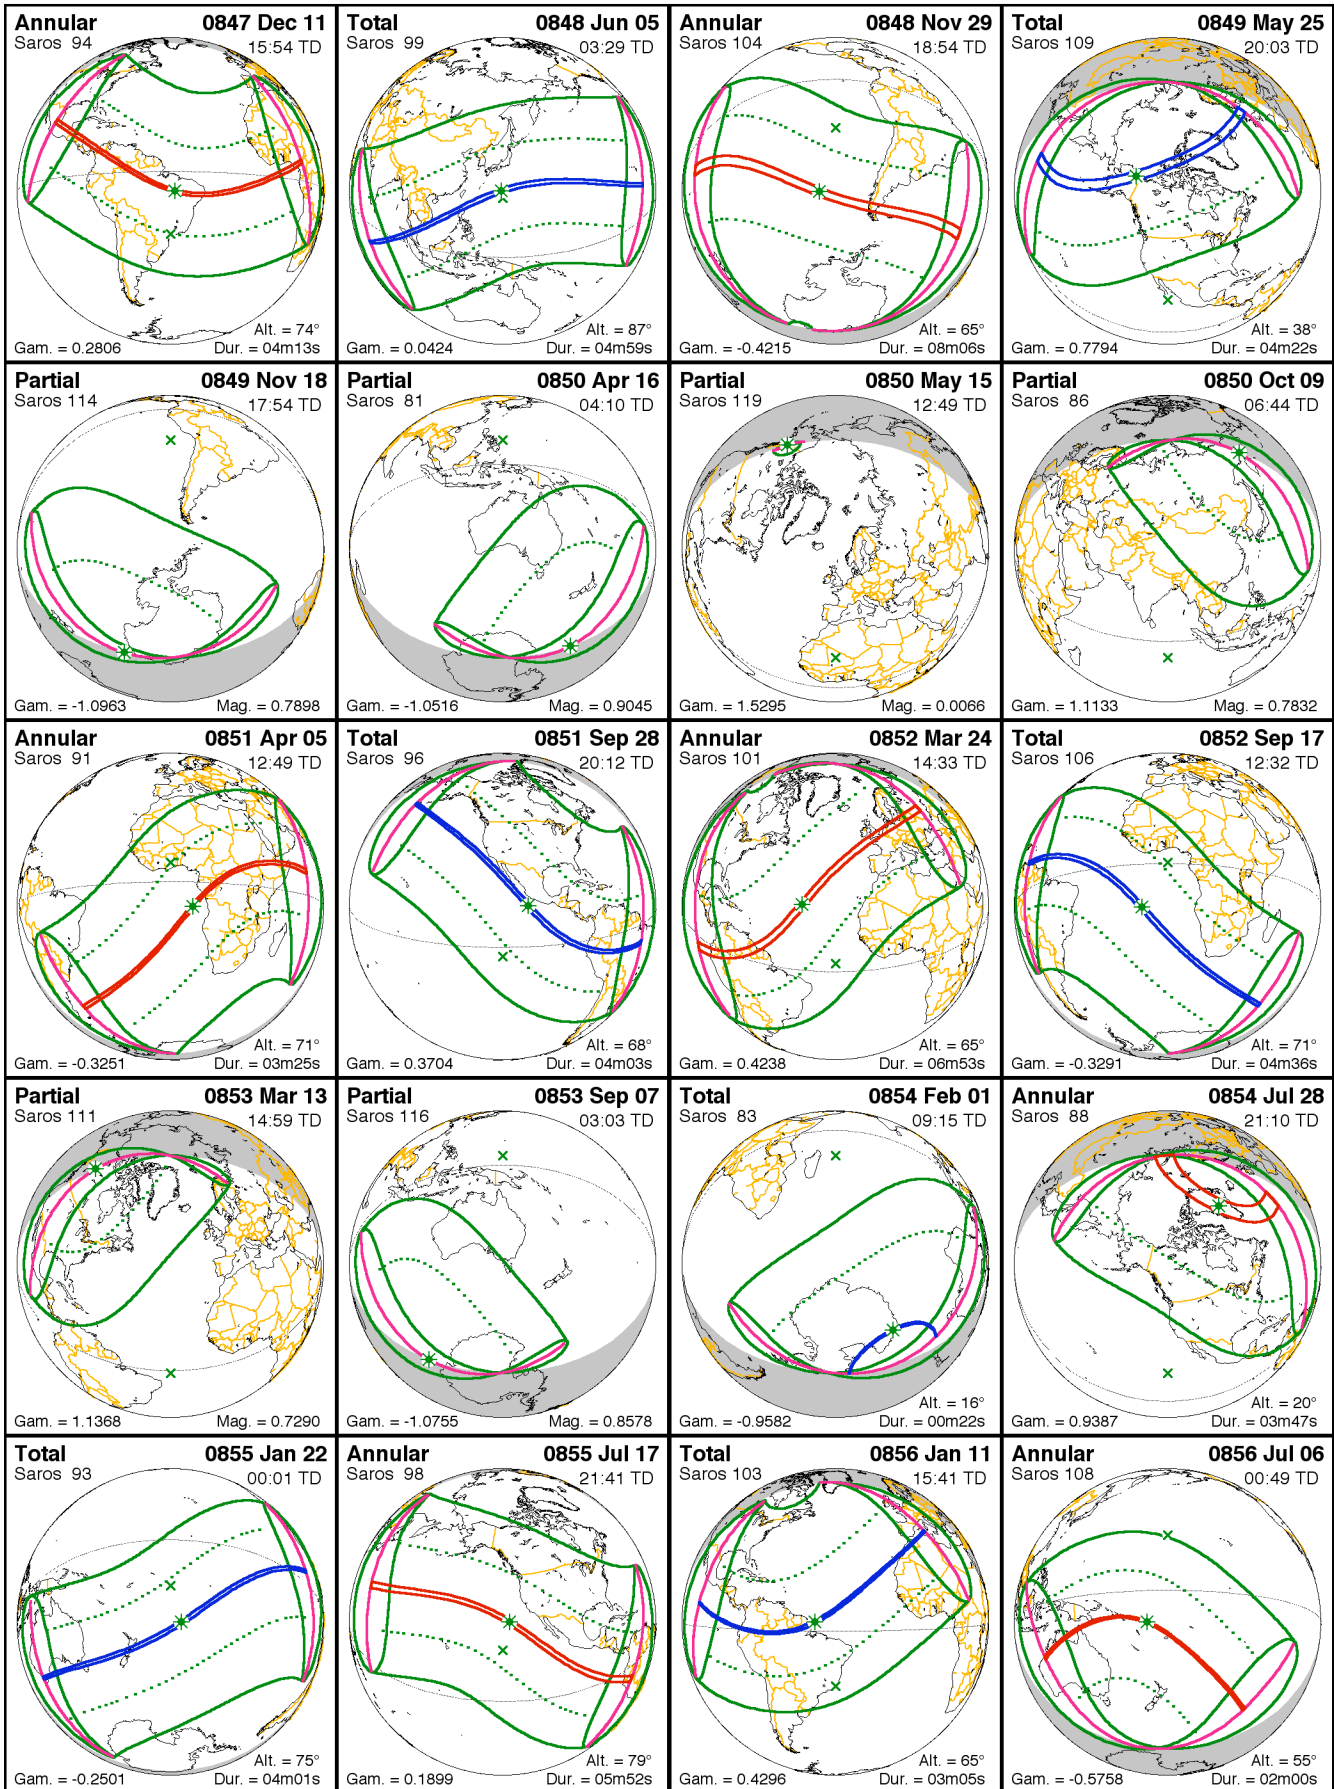 Annular 0847 Dec 11
Saros 94 15:54 TD
Alt. = 74°
Gam. = 0.2806 Dur. = 04m13s
Total 0848 Jun 05
Saros 99 03:29 TD
Alt. = 87°
Gam. = 0.0424 Dur. = 04m59s
Annular 0848 Nov 29
Saros 104 18:54 TD
Alt. = 65°
Gam. = -0.4215 Dur. = 08m06s
Total 0849 May 25
Saros 109 20:03 TD
Alt. = 38°
Gam. = 0.7794 Dur. = 04m22s
Partial 0849 Nov 18
Saros 114 17:54 TD
Gam. = -1.0963 Mag. = 0.7898
Partial 0850 Apr 16
Saros 81 04:10 TD
Gam. = -1.0516 Mag. = 0.9045
Partial 0850 May 15
Saros 119 12:49 TD
Gam. = 1.5295 Mag. = 0.0066
Partial 0850 Oct 09
Saros 86 06:44 TD
Gam. = 1.1133 Mag. = 0.7832
Annular 0851 Apr 05
Saros 91 12:49 TD
Alt. = 71°
Gam. = -0.3251 Dur. = 03m25s
Total 0851 Sep 28
Saros 96 20:12 TD
Alt. = 68°
Gam. = 0.3704 Dur. = 04m03s
Annular 0852 Mar 24
Saros 101 14:33 TD
Alt. = 65°
Gam. = 0.4238 Dur. = 06m53s
Total 0852 Sep 17
Saros 106 12:32 TD
Alt. = 71°
Gam. = -0.3291 Dur. = 04m36s
Partial 0853 Mar 13
Saros 111 14:59 TD
Gam. = 1.1368 Mag. = 0.7290
Partial 0853 Sep 07
Saros 116 03:03 TD
Gam. = -1.0755 Mag. = 0.8578
Total 0854 Feb 01
Saros 83 09:15 TD
Alt. = 16°
Gam. = -0.9582 Dur. = 00m22s
Annular 0854 Jul 28
Saros 88 21:10 TD
Alt. = 20°
Gam. = 0.9387 Dur. = 03m47s
Total 0855 Jan 22
Saros 93 00:01 TD
Alt. = 75°
Gam. = -0.2501 Dur. = 04m01s
Annular 0855 Jul 17
Saros 98 21:41 TD
Alt. = 79°
Gam. = 0.1899 Dur. = 05m52s
Total 0856 Jan 11
Saros 103 15:41 TD
Alt. = 65°
Gam. = 0.4296 Dur. = 03m05s
Annular 0856 Jul 06
Saros 108 00:49 TD
Alt. = 55°
Gam. = -0.5758 Dur. = 02m00s